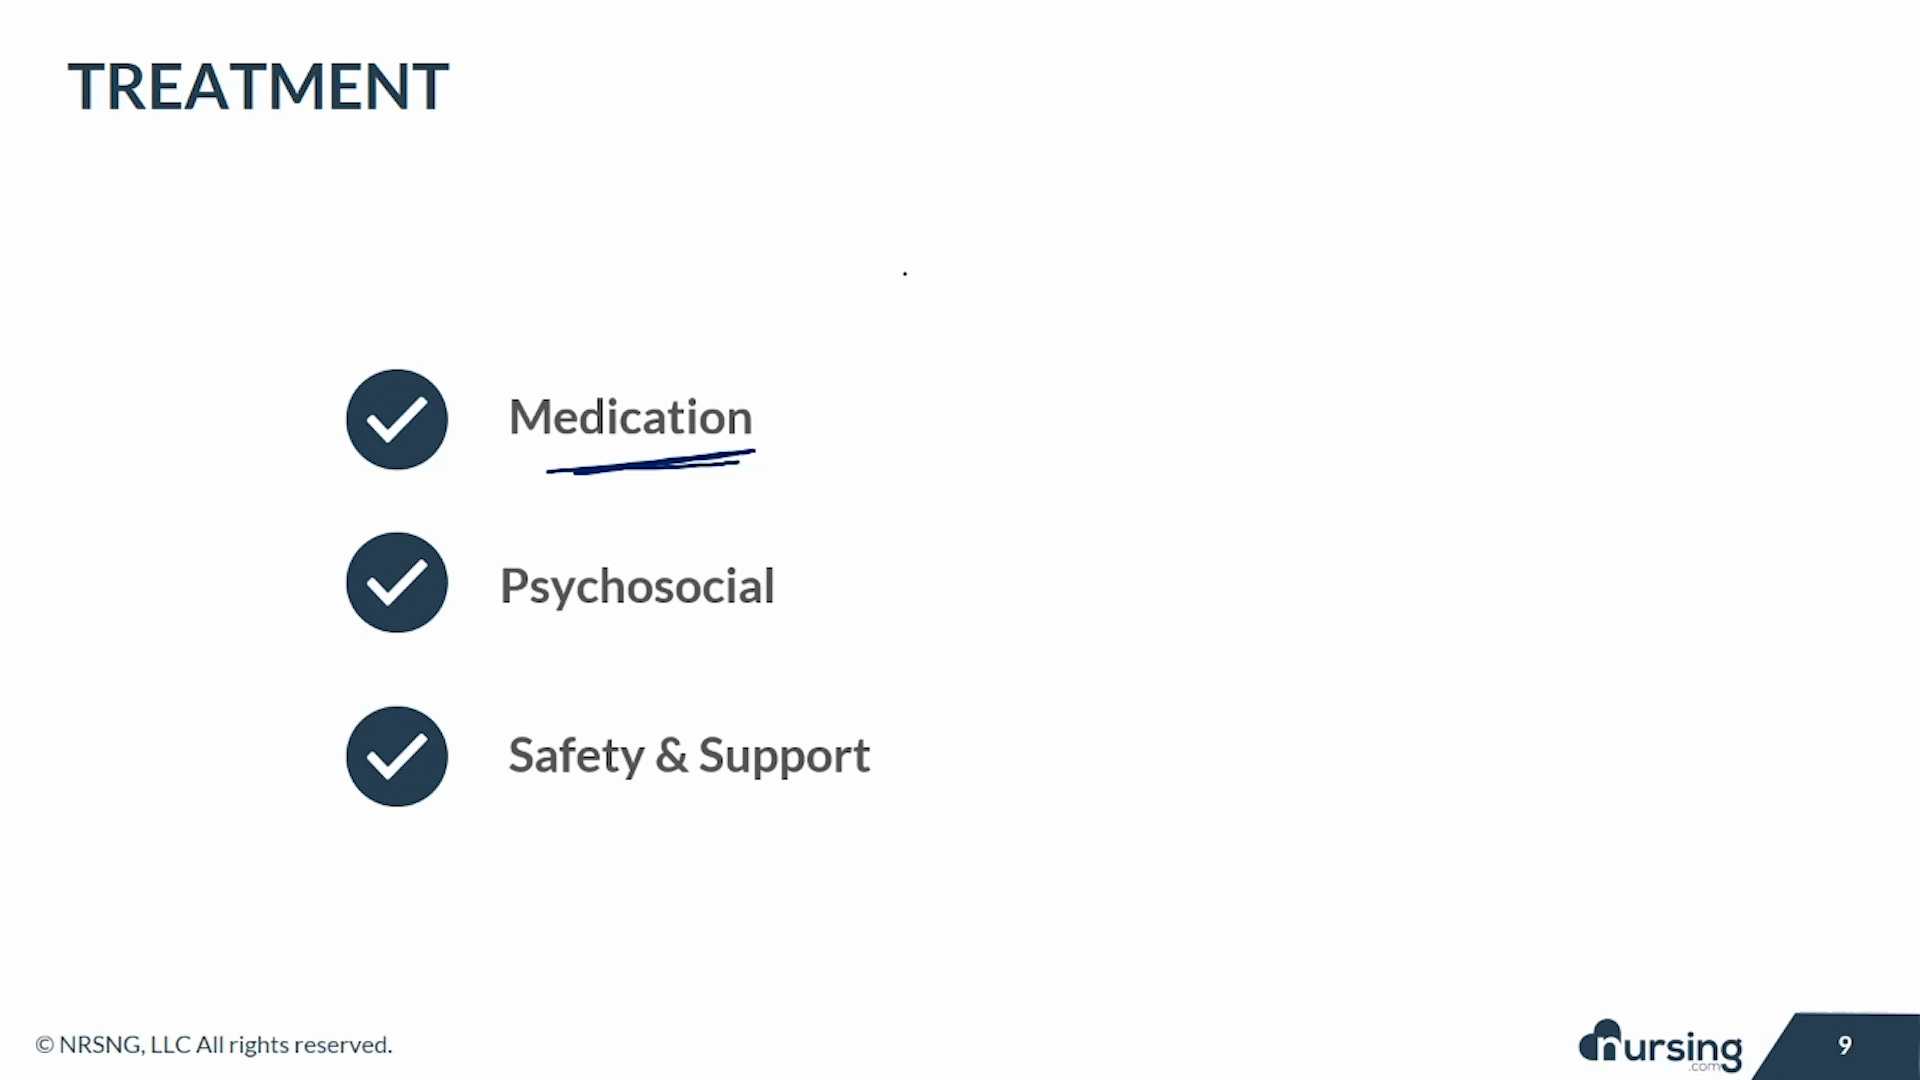 TREATMENT
Medication
Psychosocial
Safety & Support
© NRSNG, LLC All rights reserved.
nursing
.com
9